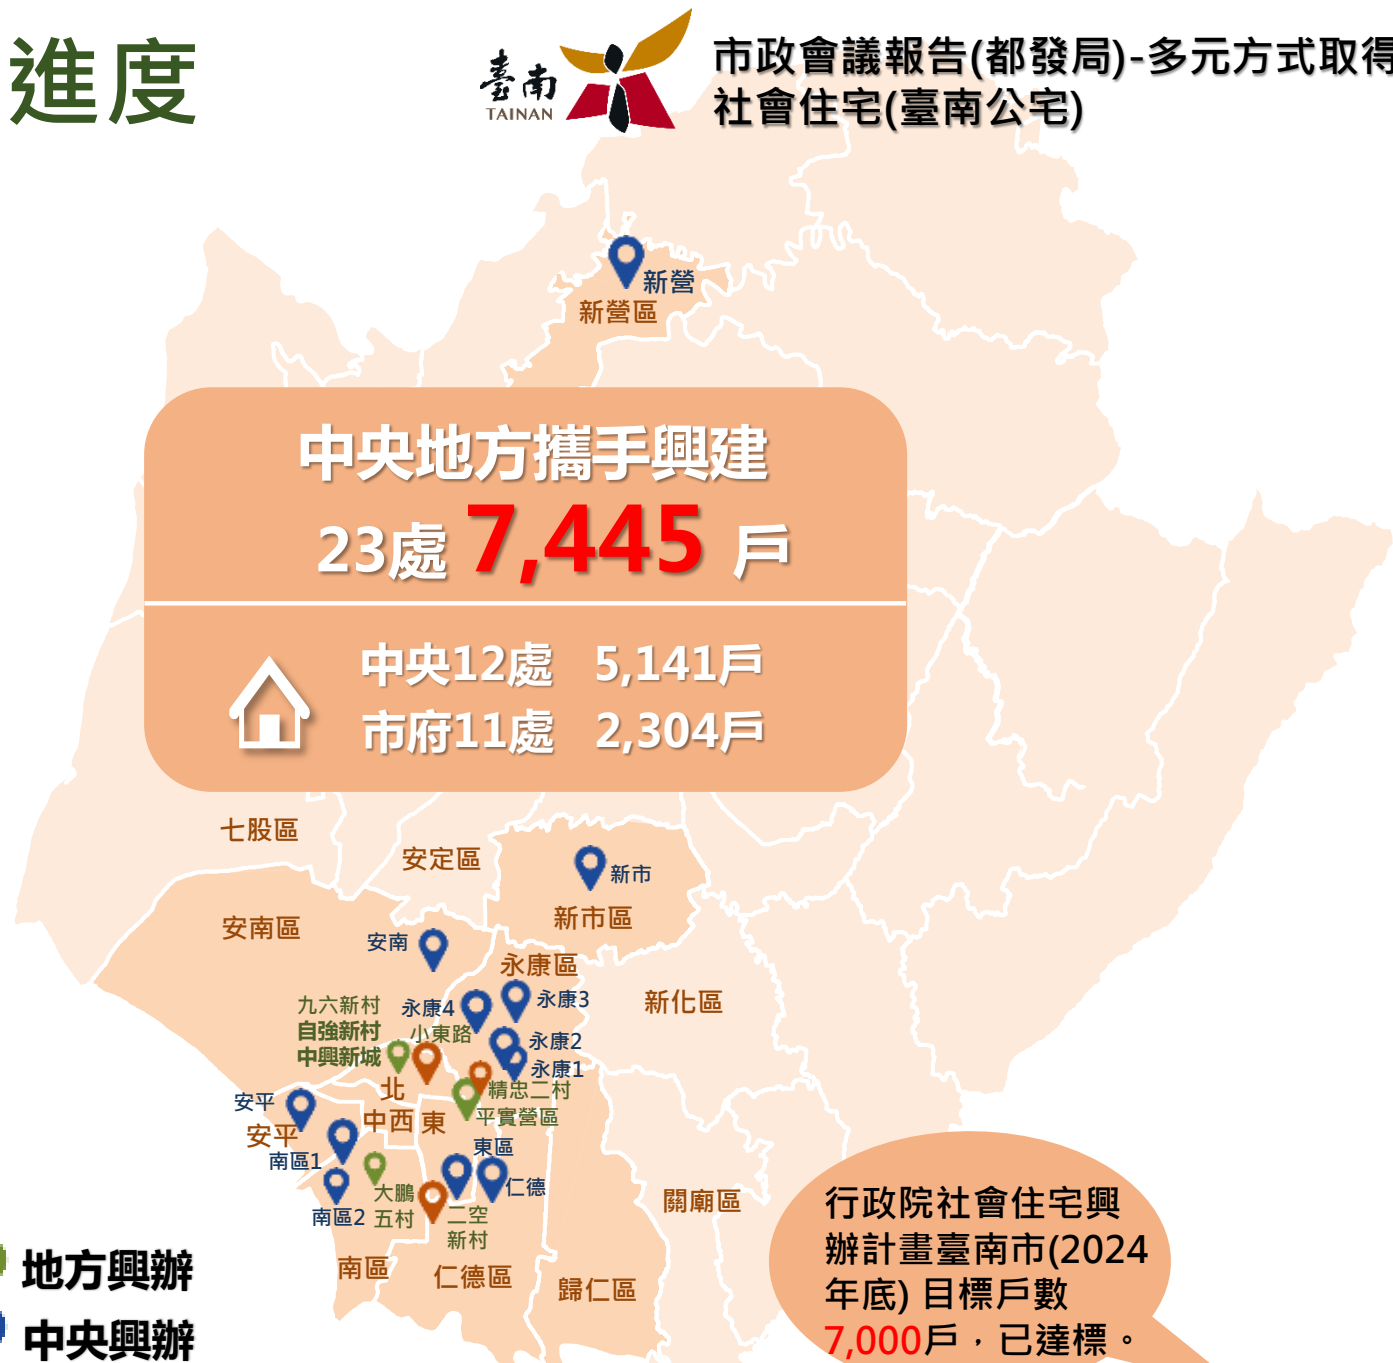 進度
臺南
TAINAN
市政會議報告(都發局)-多元方式取得
社會住宅(臺南公宅)
新營
新營區
中央地方攜手興建
23處 7,445 戶
中央12處 5,141戶
市府11處 2,304戶
七股區
安定區
新市
新市區
安南區
安南
永康區
新化區
九六新村
自強新村
中興新城
永康4
小東路
永康3
永康2
永康1
精忠二村
平實營區
北
中西
東
安平
安平
南區1
南區2
大鵬
五村
東區
仁德
二空
新村
南區
仁德區
歸仁區
關廟區
行政院社會住宅興
辦計畫臺南市(2024
年底) 目標戶數
7,000戶，已達標。
地方興辦
中央興辦